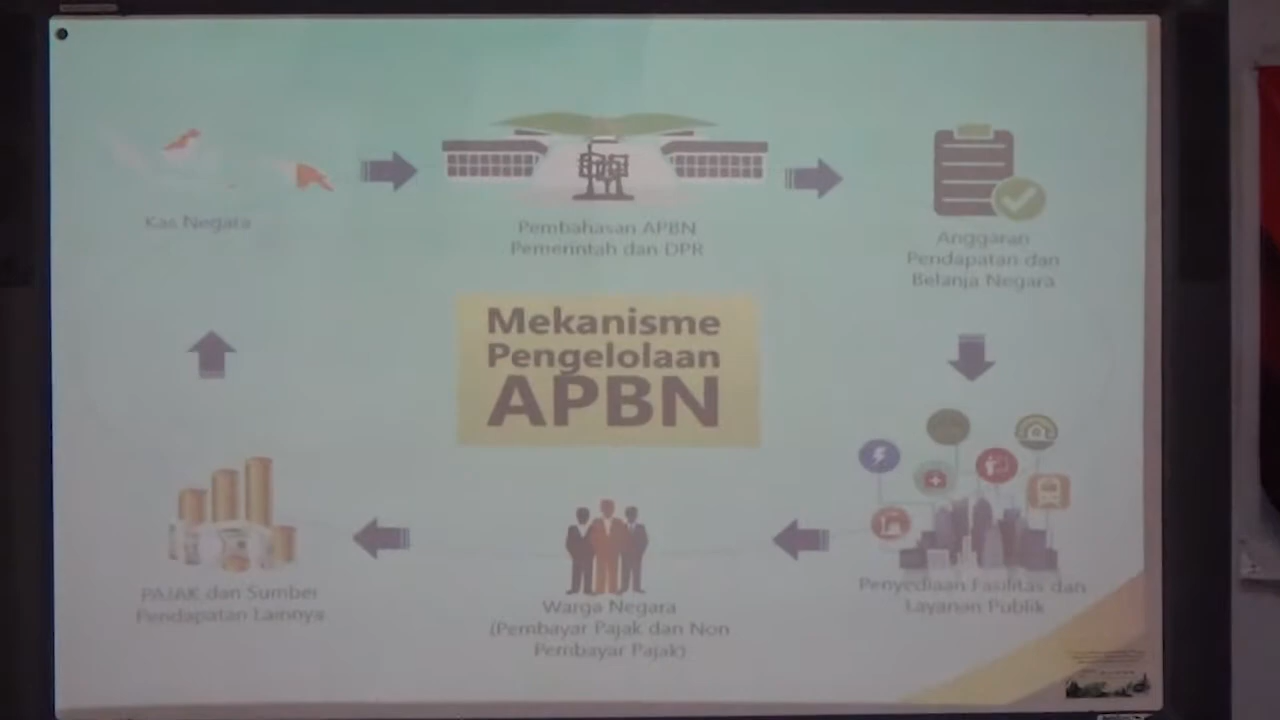 Kas Negara
Pembahasan APBN
Pemerintah dan DPR
Anggaran
Pendapatan dan
Belanja Negara
Mekanisme
Pengelolaan
APBN
PAJAK dan Sumber
Pendapatan Lainnya
Warga Negara
(Pembayar Pajak dan Non
Pembayar Pajak)
Penyediaan Fasilitas dan
Layanan Publik